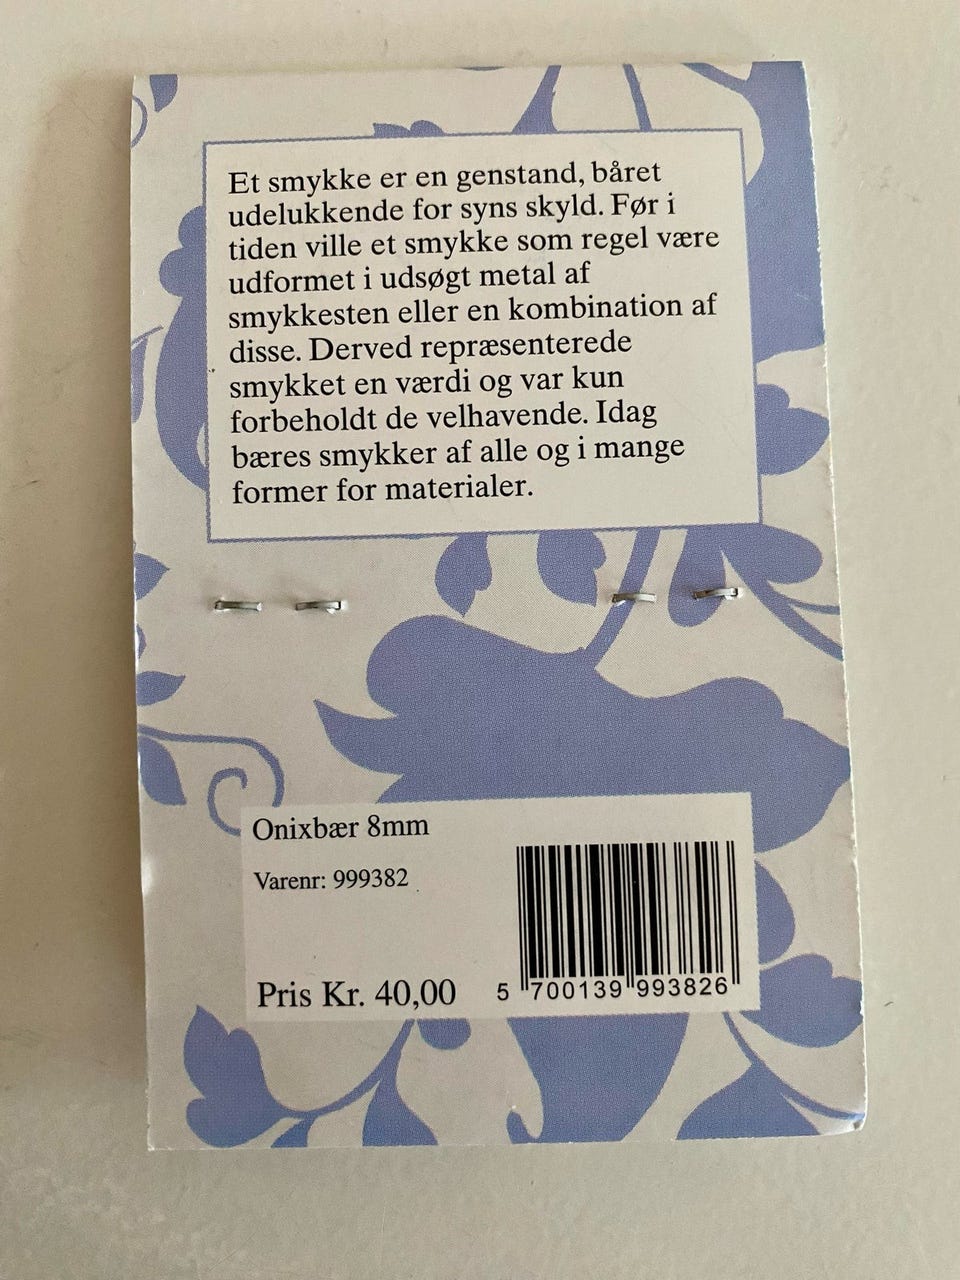 Et smykke er en genstand, båret
udelukkende for syns skyld. Før i
tiden ville et smykke som regel være
udformet i udsøgt metal af
smykkesten eller en kombination af
disse. Derved repræsenterede
smykket en værdi og var kun
forbeholdt de velhavende. Idag
bæres smykker af alle og i mange
former for materialer.
Onixbær 8mm
Varenr: 999382
Pris Kr. 40,00
5 700139 993826